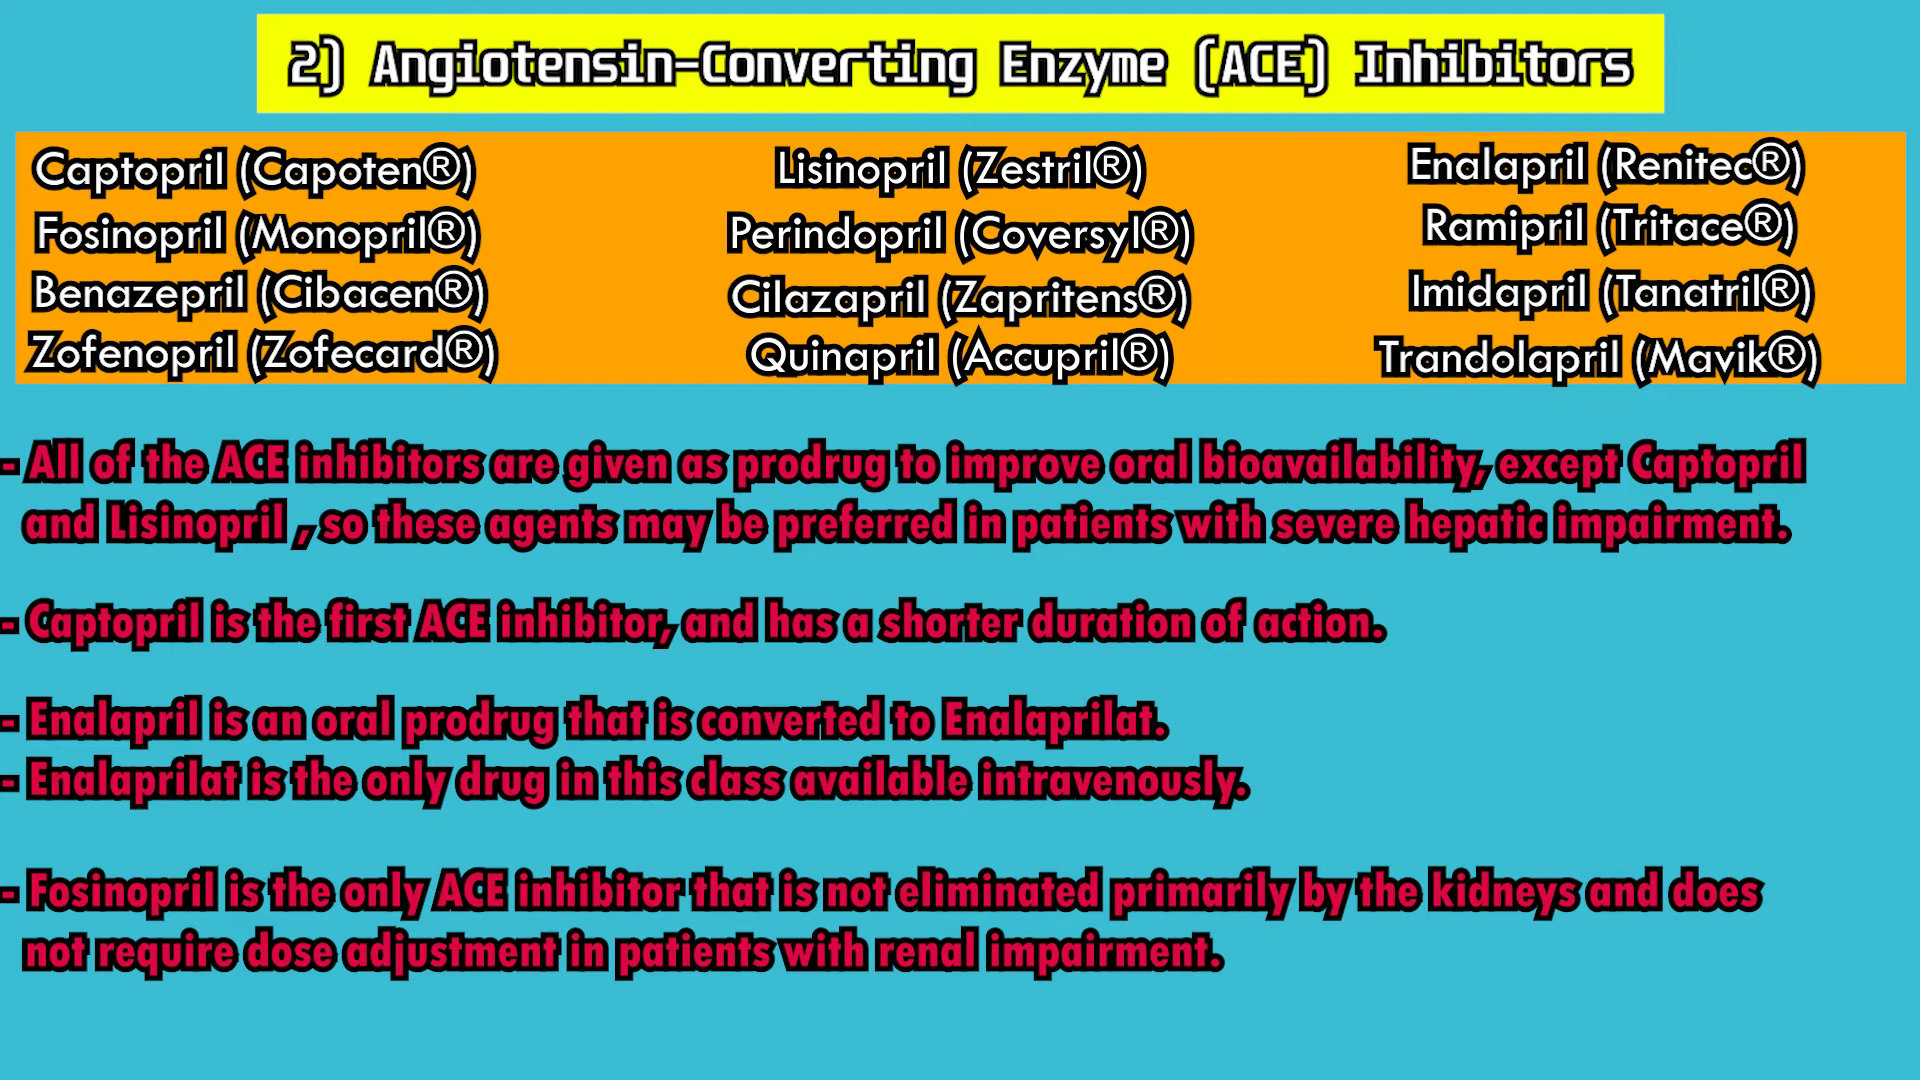 2) Angiotensin-Converting Enzyme (ACE) Inhibitors
Captopril (Capoten®)
Fosinopril (Monopril®)
Benazepril (Cibacen®)
Zofenopril (Zofecard®)
Lisinopril (Zestril®)
Perindopril (Coversyl®)
Cilazapril (Zapritens®)
Quinapril (Accupril®)
Enalapril (Renitec®)
Ramipril (Tritace®)
Imidapril (Tanatril®)
Trandolapril (Mavik®)
- All of the ACE inhibitors are given as prodrug to improve oral bioavailability, except Captopril
and Lisinopril , so these agents may be preferred in patients with severe hepatic impairment.
- Captopril is the first ACE inhibitor, and has a shorter duration of action.
- Enalapril is an oral prodrug that is converted to Enalaprilat.
- Enalaprilat is the only drug in this class available intravenously.
- Fosinopril is the only ACE inhibitor that is not eliminated primarily by the kidneys and does
not require dose adjustment in patients with renal impairment.